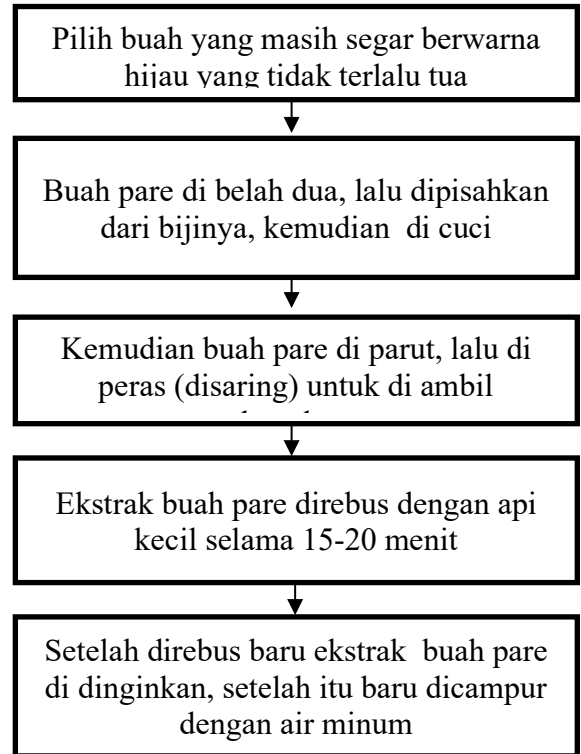 Pilih buah yang masih segar berwarna
hijau yang tidak terlalu tua
Buah pare di belah dua, lalu dipisahkan
dari bijinya, kemudian di cuci
Kemudian buah pare di parut, lalu di
peras (disaring) untuk di ambil
Ekstrak buah pare direbus dengan api
kecil selama 15-20 menit
Setelah direbus baru ekstrak buah pare
di dinginkan, setelah itu baru dicampur
dengan air minum